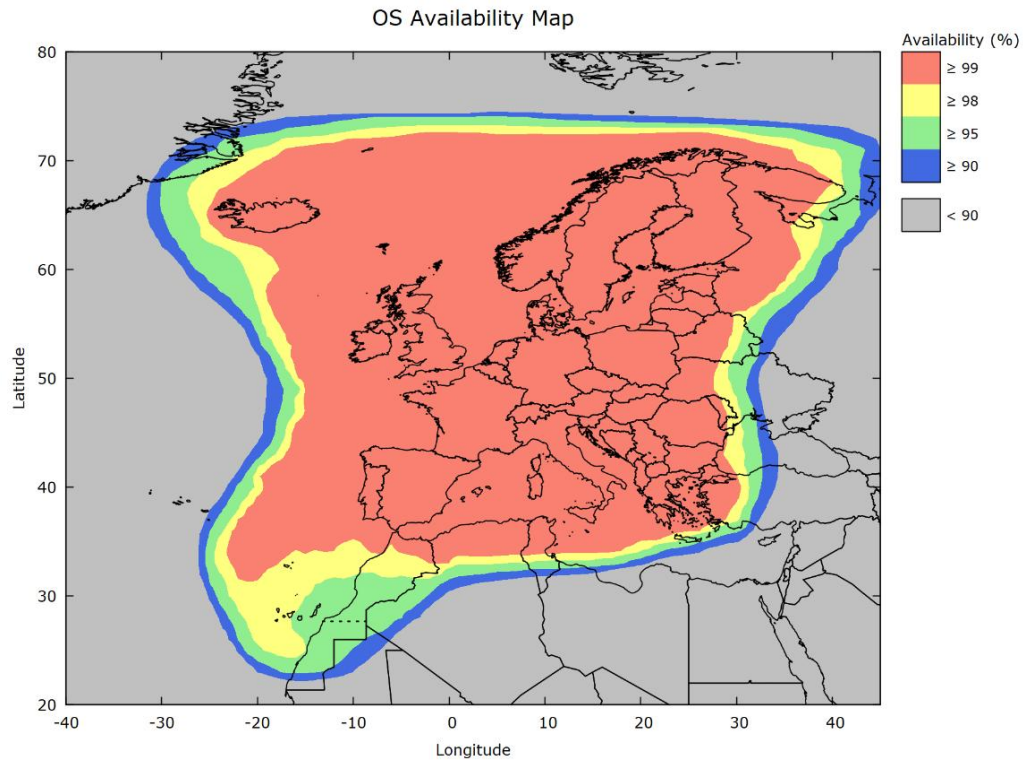 OS Availability Map
Availability (%)
≥ 99
≥ 98
≥ 95
≥ 90
< 90
80
70
60
50
40
30
20
Latitude
-40 -30 -20 -10 0 10 20 30 40
Longitude